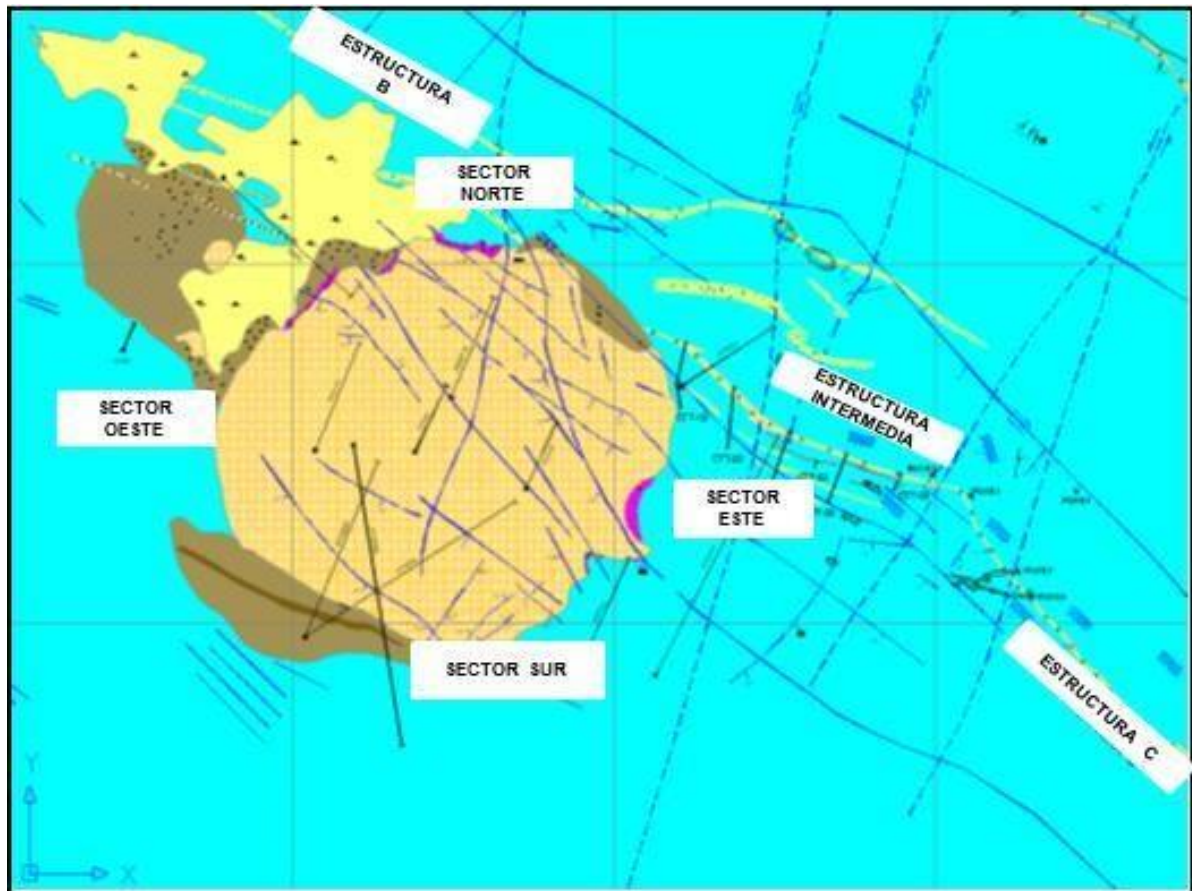 ESTRUCTURA
B
SECTOR
NORTE
ESTRUCTURA
INTERMEDIA
SECTOR
OESTE
SECTOR
ESTE
SECTOR SUR
ESTRUCTURA C
Y
X